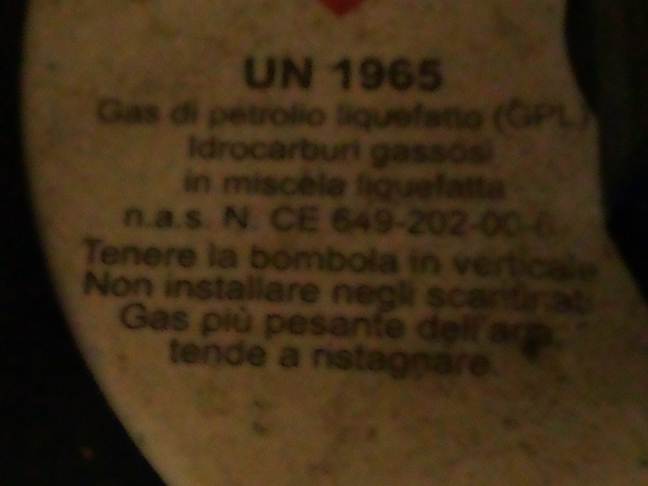 UN 1965
Gas di petrolio liquefatto (GPL)
Idrocarburi gassosi
in miscela liquefatta
n.a.s. N. CE 649-202-00-6
Tenere la bombola in verticale
Non installare negli scantinati
Gas più pesante dell'aria
tende a ristagnare.